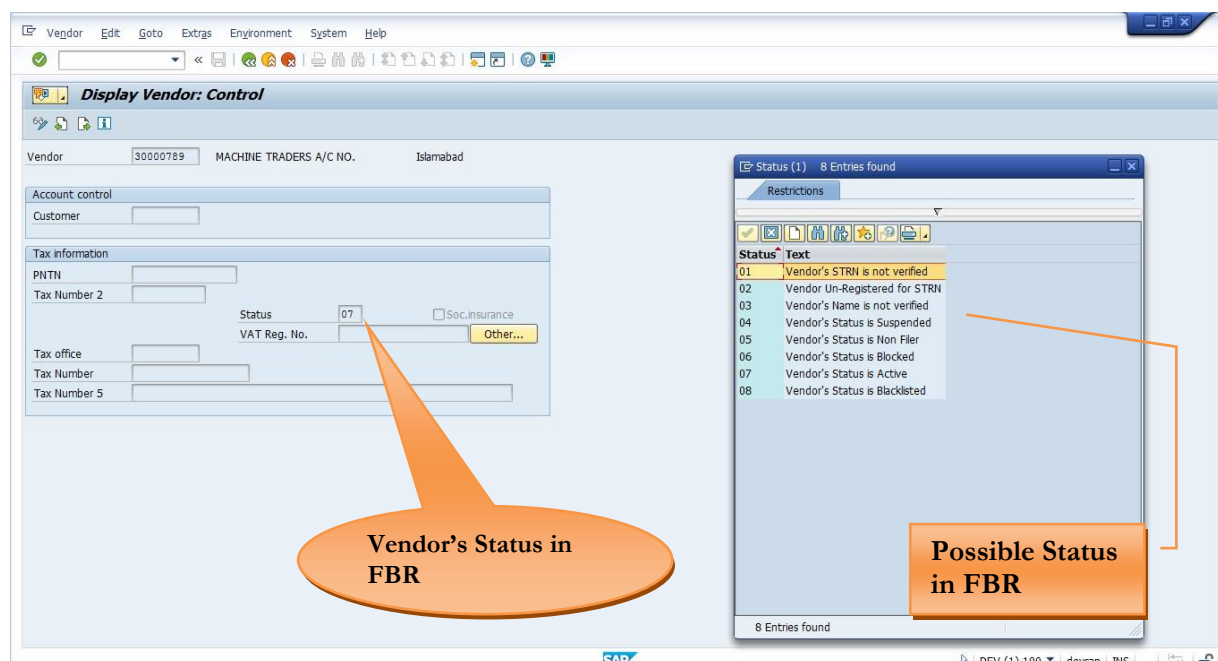 Vendor Edit Goto Extras Environment System Help
Display Vendor: Control
Vendor 30000789 MACHINE TRADERS A/C NO. Islamabad
Account control
Customer
Tax information
PNTN
Tax Number 2
Status 07 Soc.insurance
VAT Reg. No. Other...
Tax office
Tax Number
Tax Number 5
Vendor's Status in
FBR
Status (1) 8 Entries found
Restrictions
Status Text
01 Vendor's STRN is not verified
02 Vendor Un-Registered for STRN
03 Vendor's Name is not verified
04 Vendor's Status is Suspended
05 Vendor's Status is Non Filer
06 Vendor's Status is Blocked
07 Vendor's Status is Active
08 Vendor's Status is Blacklisted
Possible Status
in FBR
8 Entries found
SAP
DEV (1) 100 INS